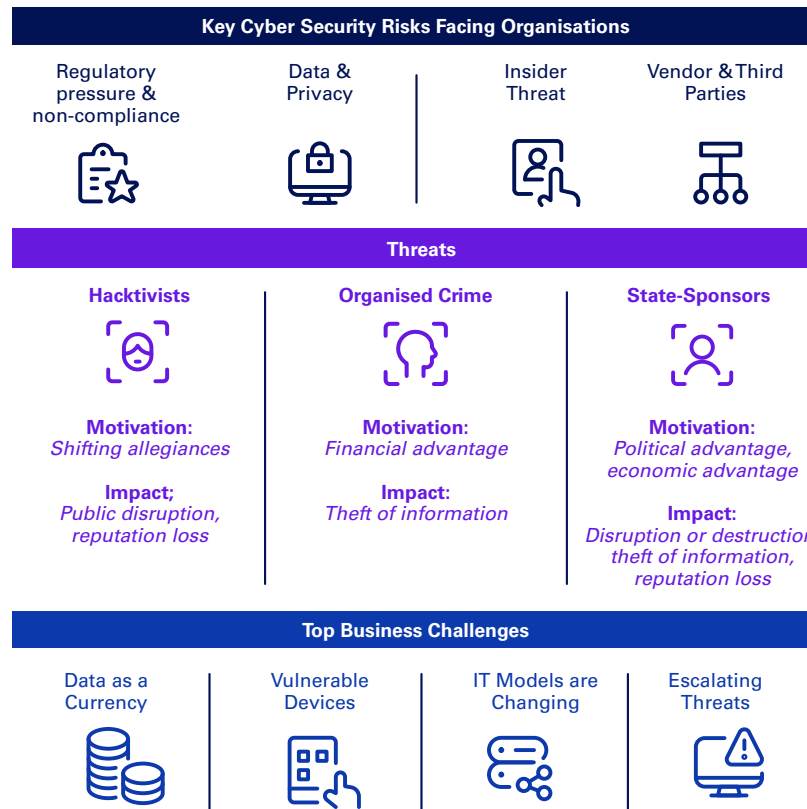 Key Cyber Security Risks Facing Organisations
Regulatory
pressure &
non-compliance
Data &
Privacy
Insider
Threat
Vendor & Third
Parties
Threats
Hacktivists
Motivation:
Shifting allegiances
Impact;
Public disruption,
reputation loss
Organised Crime
Motivation:
Financial advantage
Impact:
Theft of information
State-Sponsors
Motivation:
Political advantage,
economic advantage
Impact:
Disruption or destruction
theft of information,
reputation loss
Top Business Challenges
Data as a
Currency
Vulnerable
Devices
IT Models are
Changing
Escalating
Threats